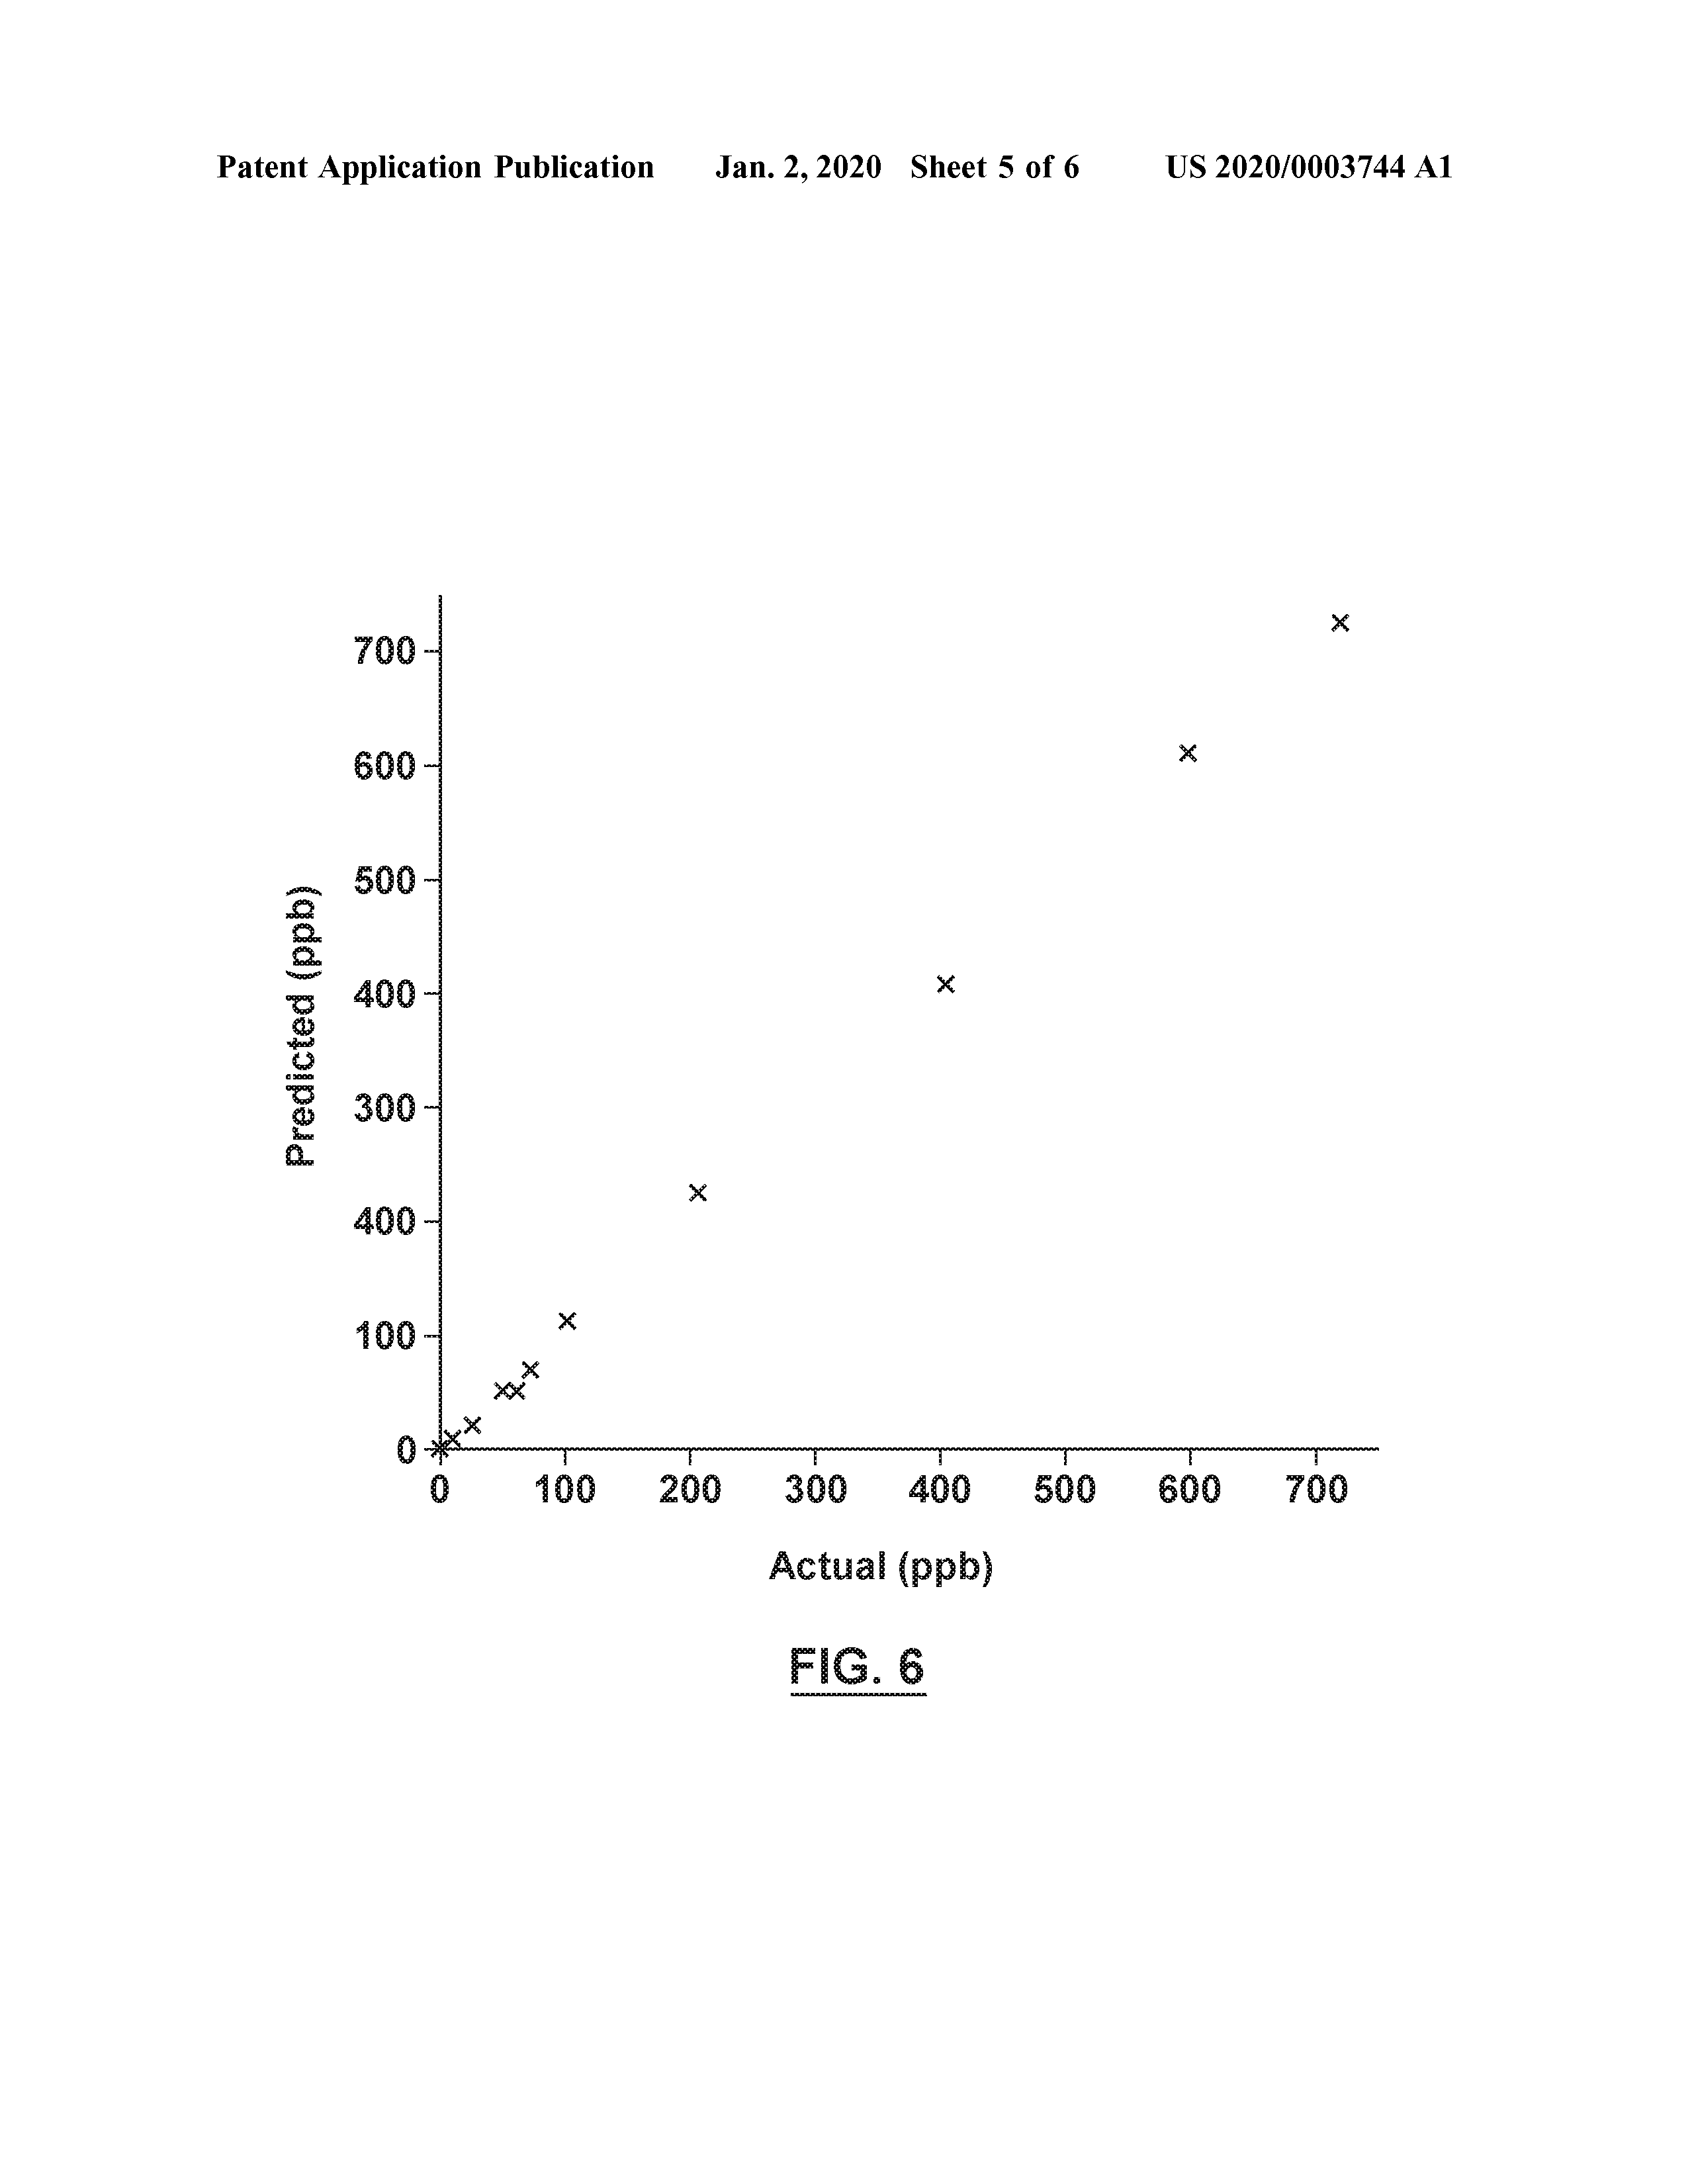 Patent Application Publication Jan. 2, 2020 Sheet 5 of 6 US 2020/0003744 A1
700
600
500
400
300
400
100
0
Predicted (ppb)
0 100 200 300 400 500 600 700
Actual (ppb)
FIG. 6